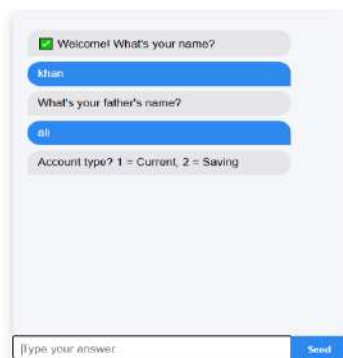 ✅ Welcome! What's your name?
khan
What's your father's name?
ali
Account type? 1 = Current, 2 = Saving
Type your answer...
Send